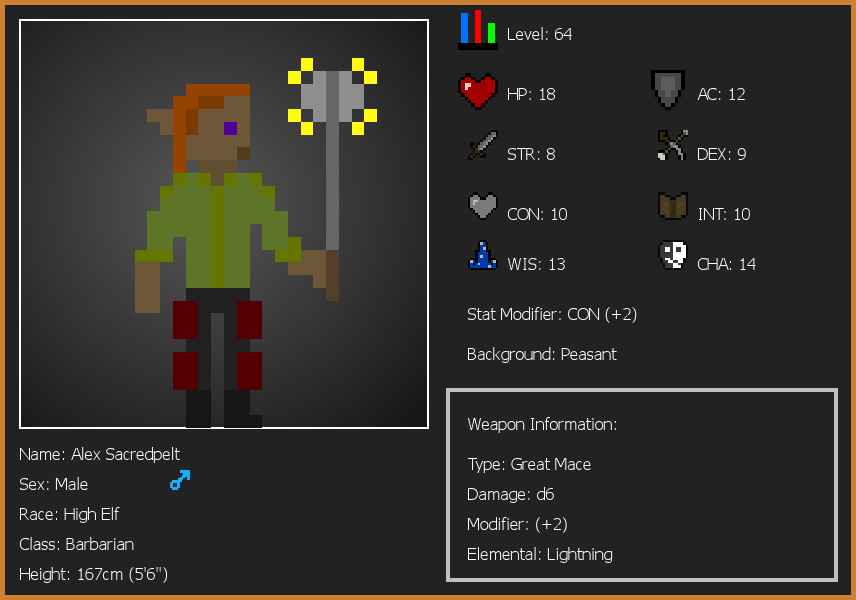 Level: 64
HP: 18
AC: 12
STR: 8
DEX: 9
CON: 10
INT: 10
WIS: 13
CHA: 14
Stat Modifier: CON (+2)
Background: Peasant
Weapon Information:
Type: Great Mace
Damage: d6
Modifier: (+2)
Elemental: Lightning
Name: Alex Sacredpelt
Sex: Male
Race: High Elf
Class: Barbarian
Height: 167cm (5'6")